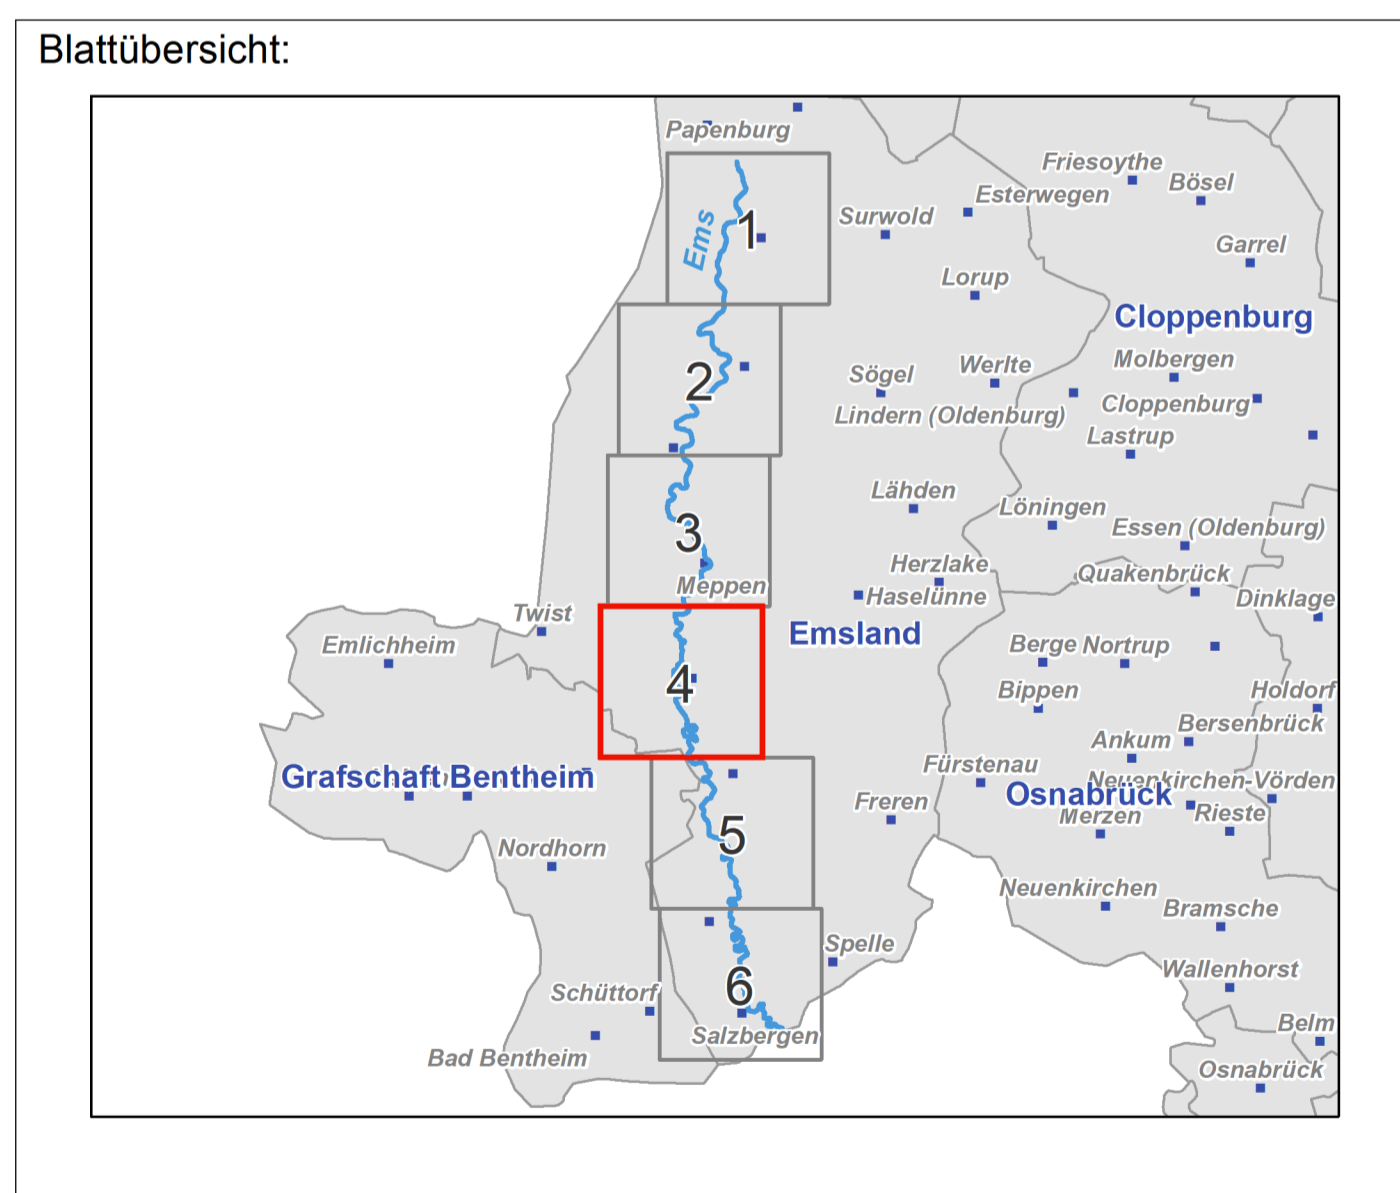 Blattübersicht:
Papenburg
Friesoythe
Bösel
Esterwegen
Surwold
Ems
1
Garrel
Lorup
Cloppenburg
Molbergen
Werlte
Sögel
2
Cloppenburg
Lindern (Oldenburg)
Lastrup
Lähden
Löningen
Essen (Oldenburg)
3
Herzlake
Quakenbrück
Meppen
Haselünne
Dinklage
Twist
Emsland
Emlichheim
Berge
Nortrup
4
Bippen
Holdorf
Bersenbrück
Ankum
Fürstenau
Grafschaft Bentheim
Neuenkirchen-Vörden
Osnabrück
Freren
Merzen
Rieste
5
Nordhorn
Neuenkirchen
Bramsche
Spelle
Wallenhorst
6
Schüttorf
Belm
Salzbergen
Bad Bentheim
Osnabrück